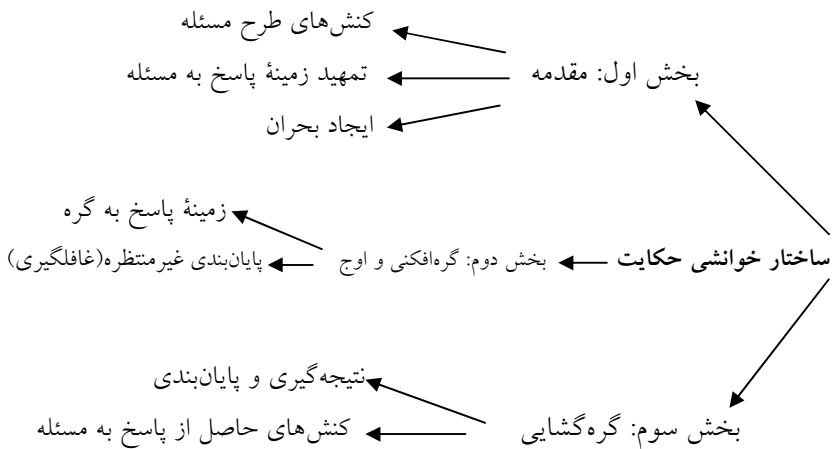 کنش‌های طرح مسئله
بخش اول: مقدمه
تمهید زمینۀ پاسخ به مسئله
ایجاد بحران
زمینۀ پاسخ به گره
ساختار خوانشی حکایت
بخش دوم: گره‌افکنی و اوج
پایان‌بندی غیرمنتظره(غافلگیری)
نتیجه‌گیری و پایان‌بندی
بخش سوم: گره‌گشایی
کنش‌های حاصل از پاسخ به مسئله